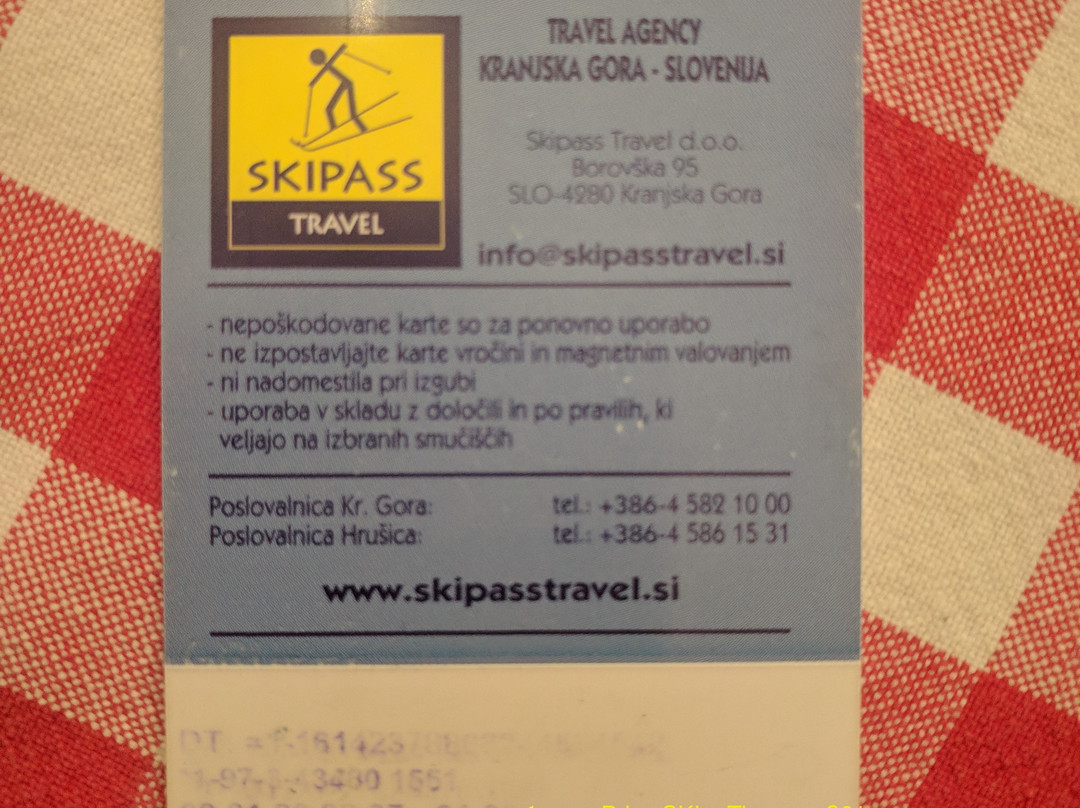 SKIPASS
TRAVEL
TRAVEL AGENCY
KRANJSKA GORA - SLOVENIJA
Skipass Travel d.o.o.
Borovška 95
SLO-4280 Kranjska Gora
info@skipasstravel.si
- nepoškodovane karte so za ponovno uporabo
- ne izpostavljajte karte vročini in magnetnim valovanjem
- ni nadomestila pri izgubi
- uporaba v skladu z določili in po pravilih, ki
veljajo na izbranih smučiščih
Poslovalnica Kr. Gora: tel.: +386-4 582 10 00
Poslovalnica Hrušica: tel.: +386-4 586 15 31
www.skipasstravel.si
DT